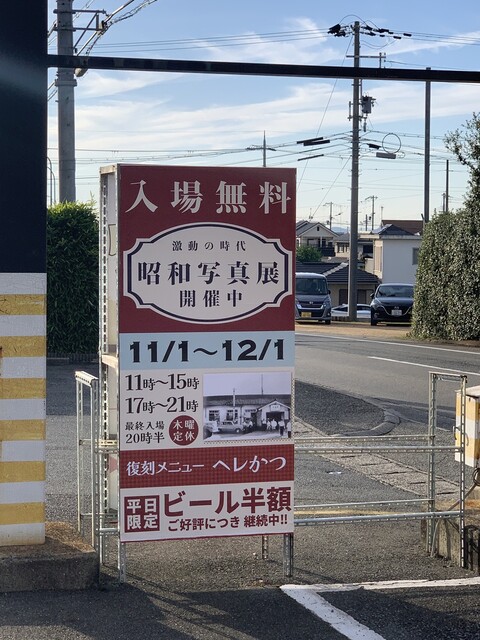 入場無料
激動の時代
昭和写真展
開催中
11/1～12/1
11時～15時
17時～21時
最終入場
20時半
木曜
定休
復刻メニュー ヘレかつ
平日
限定
ビール半額
ご好評につき 継続中!!